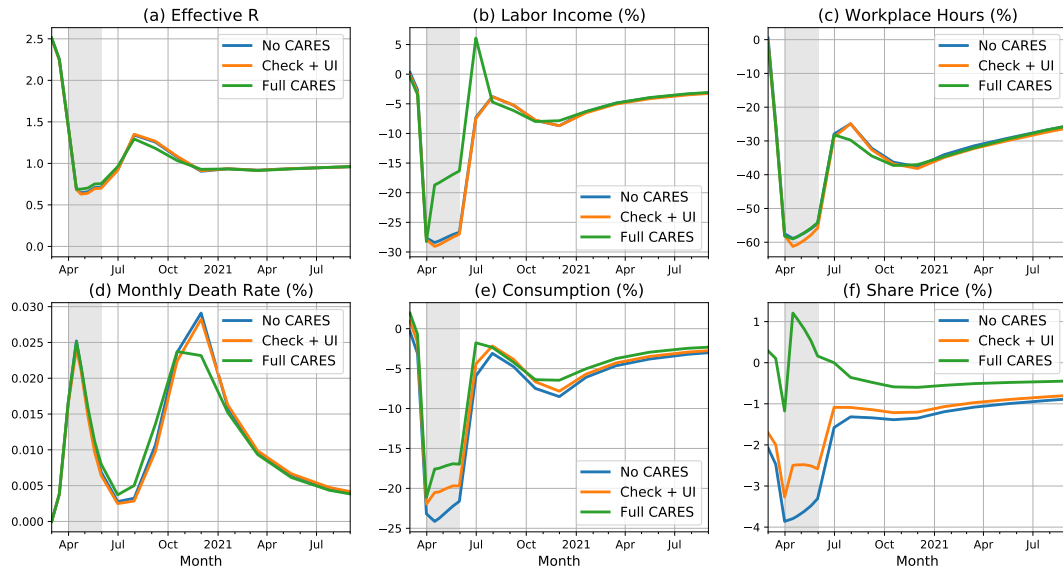 (a) Effective R
2.5
2.0
1.5
1.0
0.5
0.0
Apr Jul Oct 2021 Apr Jul
No CARES
Check + UI
Full CARES
(b) Labor Income (%)
5
0
−5
−10
−15
−20
−25
−30
Apr Jul Oct 2021 Apr Jul
No CARES
Check + UI
Full CARES
(c) Workplace Hours (%)
0
−10
−20
−30
−40
−50
−60
Apr Jul Oct 2021 Apr Jul
No CARES
Check + UI
Full CARES
(d) Monthly Death Rate (%)
0.030
0.025
0.020
0.015
0.010
0.005
0.000
Apr Jul Oct 2021 Apr Jul
Month
No CARES
Check + UI
Full CARES
(e) Consumption (%)
0
−5
−10
−15
−20
−25
Apr Jul Oct 2021 Apr Jul
Month
No CARES
Check + UI
Full CARES
(f) Share Price (%)
1
0
−1
−2
−3
−4
Apr Jul Oct 2021 Apr Jul
Month
No CARES
Check + UI
Full CARES